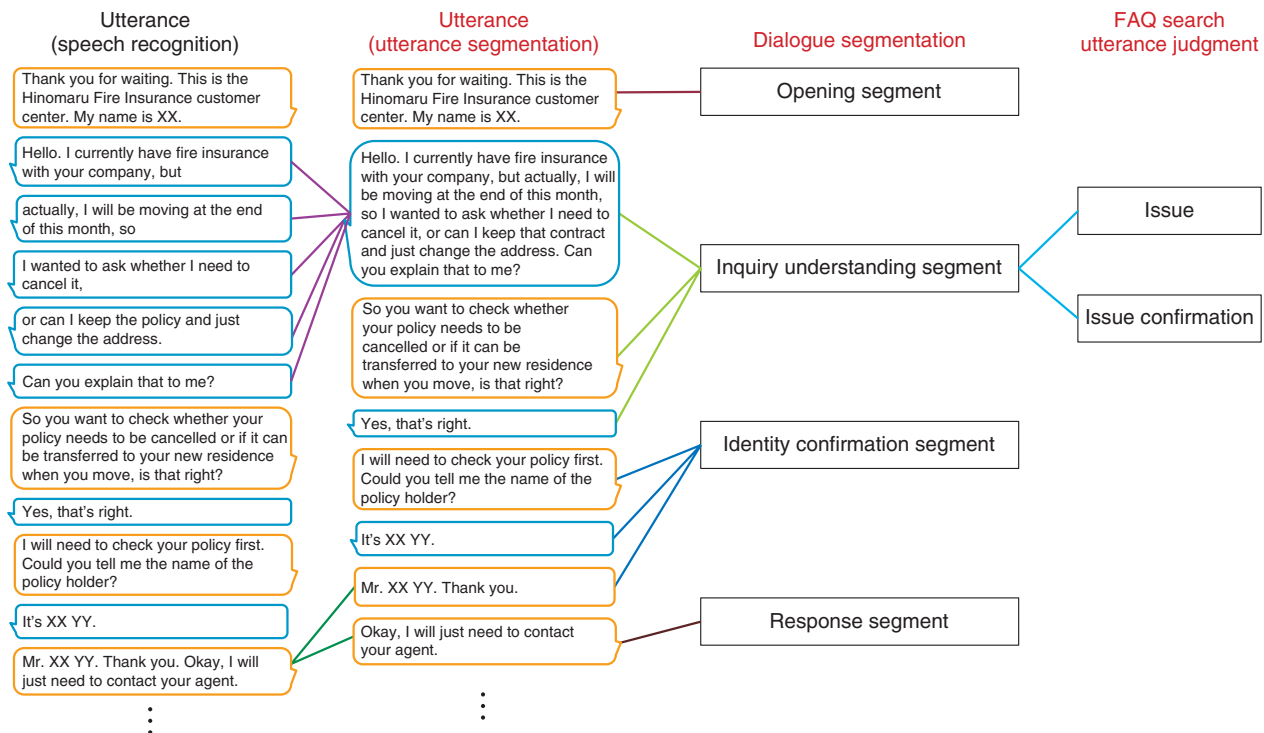 Utterance
(speech recognition)
Thank you for waiting. This is the
Hinomaru Fire Insurance customer
center. My name is XX.
Hello. I currently have fire insurance
with your company, but
actually, I will be moving at the end
of this month, so
I wanted to ask whether I need to
cancel it,
or can I keep the policy and just
change the address.
Can you explain that to me?
So you want to check whether your
policy needs to be cancelled or if it can
be transferred to your new residence
when you move, is that right?
Yes, that's right.
I will need to check your policy first.
Could you tell me the name of the
policy holder?
It's XX YY.
Mr. XX YY. Thank you. Okay, I will
just need to contact your agent.
Utterance
(utterance segmentation)
Thank you for waiting. This is the
Hinomaru Fire Insurance customer
center. My name is XX.
Hello. I currently have fire insurance
with your company, but actually, I will
be moving at the end of this month,
so I wanted to ask whether I need to
cancel it, or can I keep that contract
and just change the address. Can
you explain that to me?
So you want to check whether
your policy needs to be
cancelled or if it can be
transferred to your new residence
when you move, is that right?
Yes, that's right.
I will need to check your policy first.
Could you tell me the name of the
policy holder?
It's XX YY.
Mr. XX YY. Thank you.
Okay, I will just need to contact
your agent.
Dialogue segmentation
Opening segment
Inquiry understanding segment
Identity confirmation segment
Response segment
FAQ search
utterance judgment
Issue
Issue confirmation